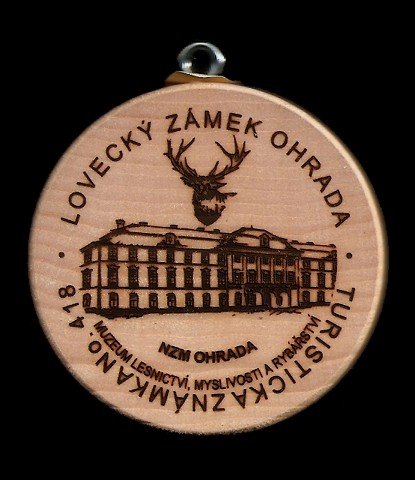 LOVECKÝ ZÁMEK OHRADA
NZM OHRADA
MUZEUM LESNICTVÍ, MYSLIVOSTI A RYBÁŘSTVÍ
· TURISTICKÁ ZNÁMKA No. 418 ·